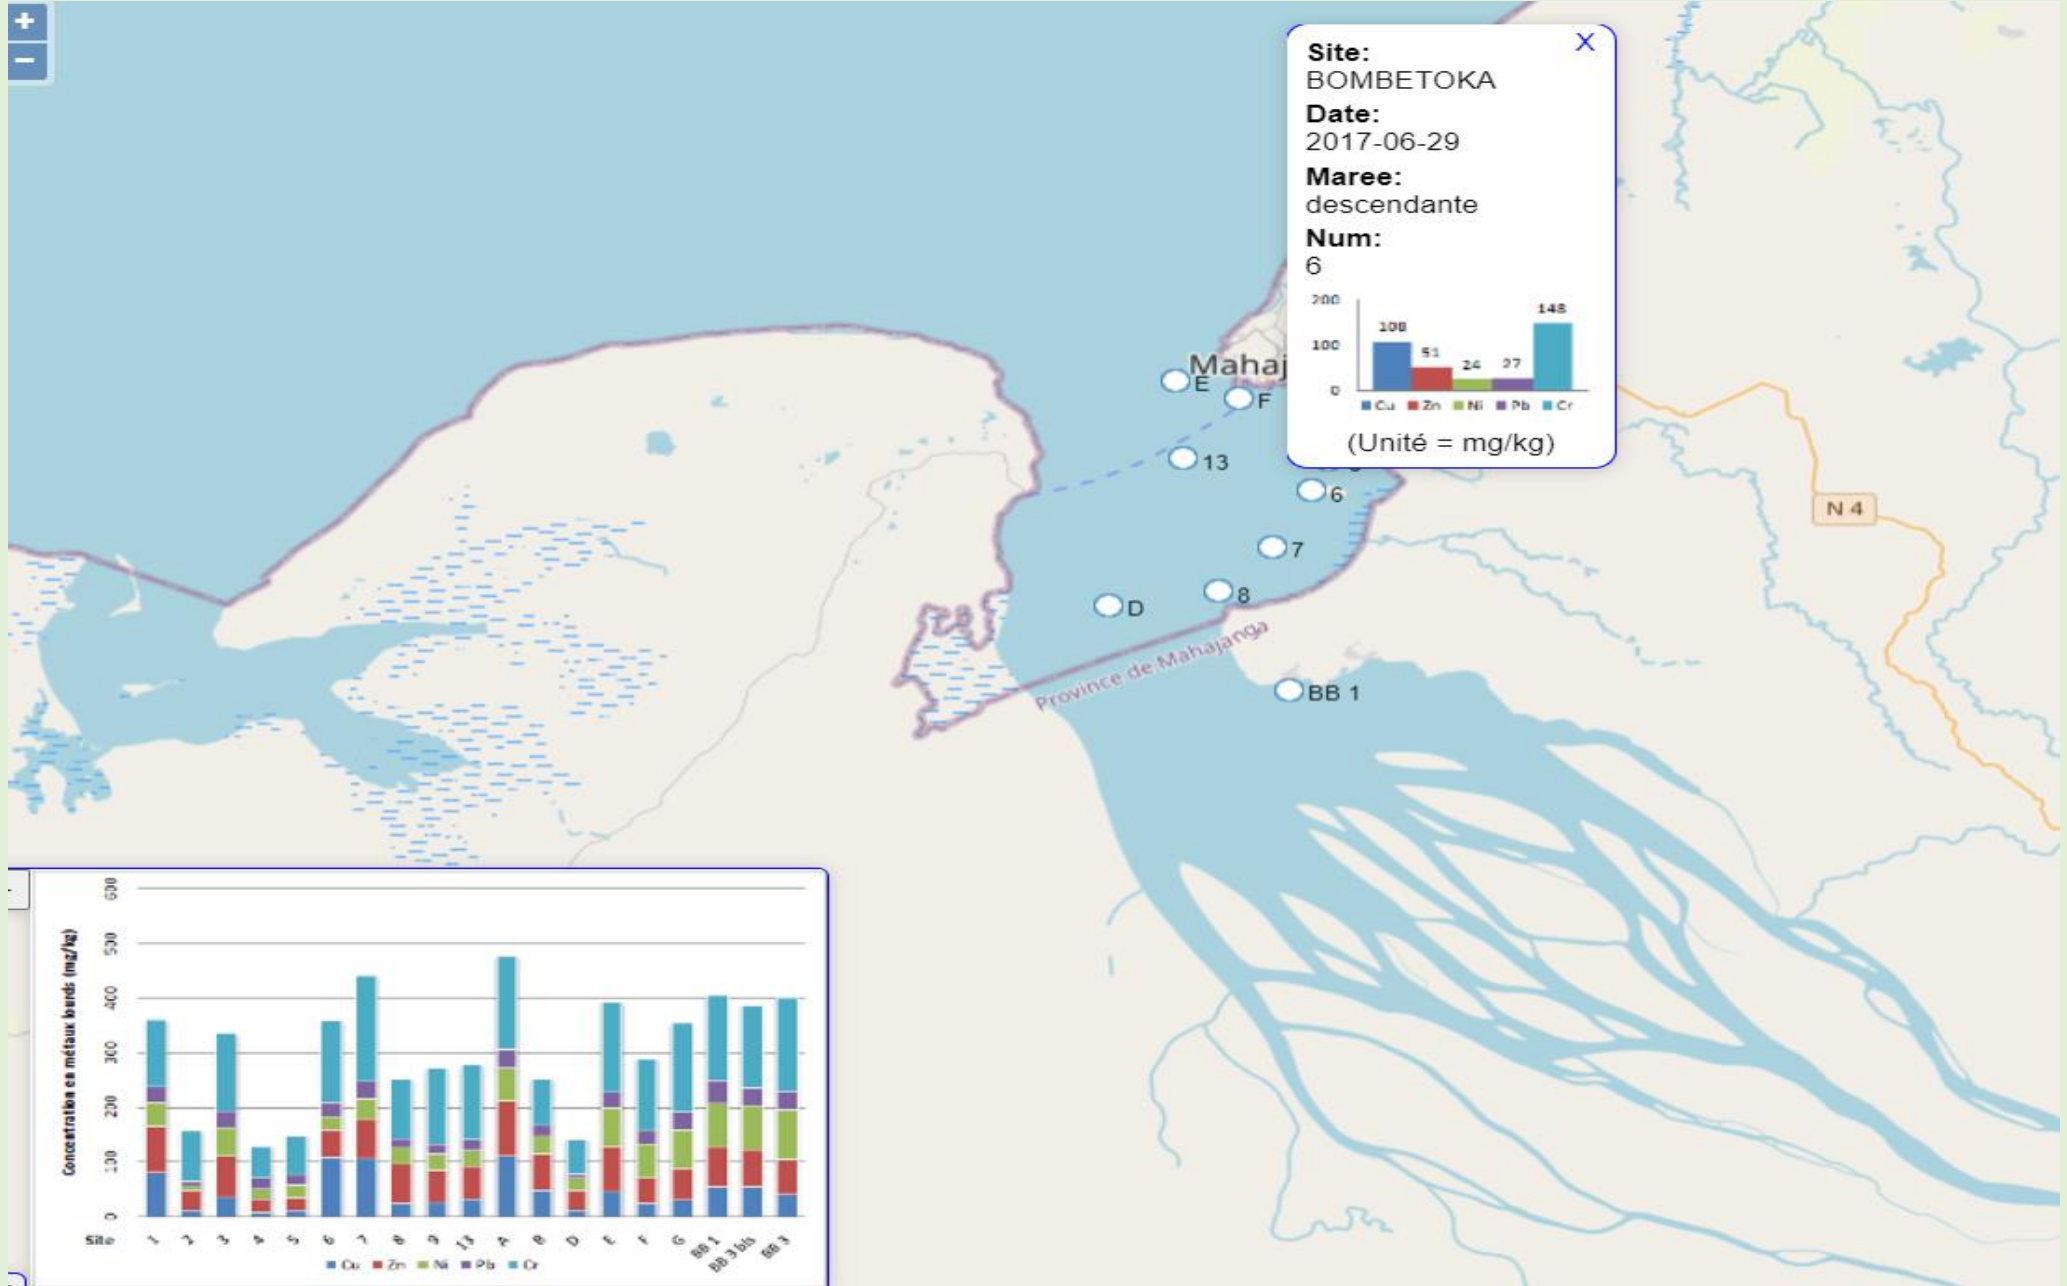 +
−
X
Site:
BOMBETOKA
Date:
2017-06-29
Maree:
descendante
Num:
6
200
100
0
108
51
24
27
148
Cu Zn Ni Pb Cr
(Unité = mg/kg)
Mahaj
E
F
13
6
7
8
D
BB 1
Province de Mahajanga
N 4
Concentration en métaux lourds (mg/kg)
600
500
400
300
200
100
0
Site
1 2 3 4 5 6 7 8 9 13 A B D E F G BB 1 BB 3 bis BB 3
Cu Zn Ni Pb Cr